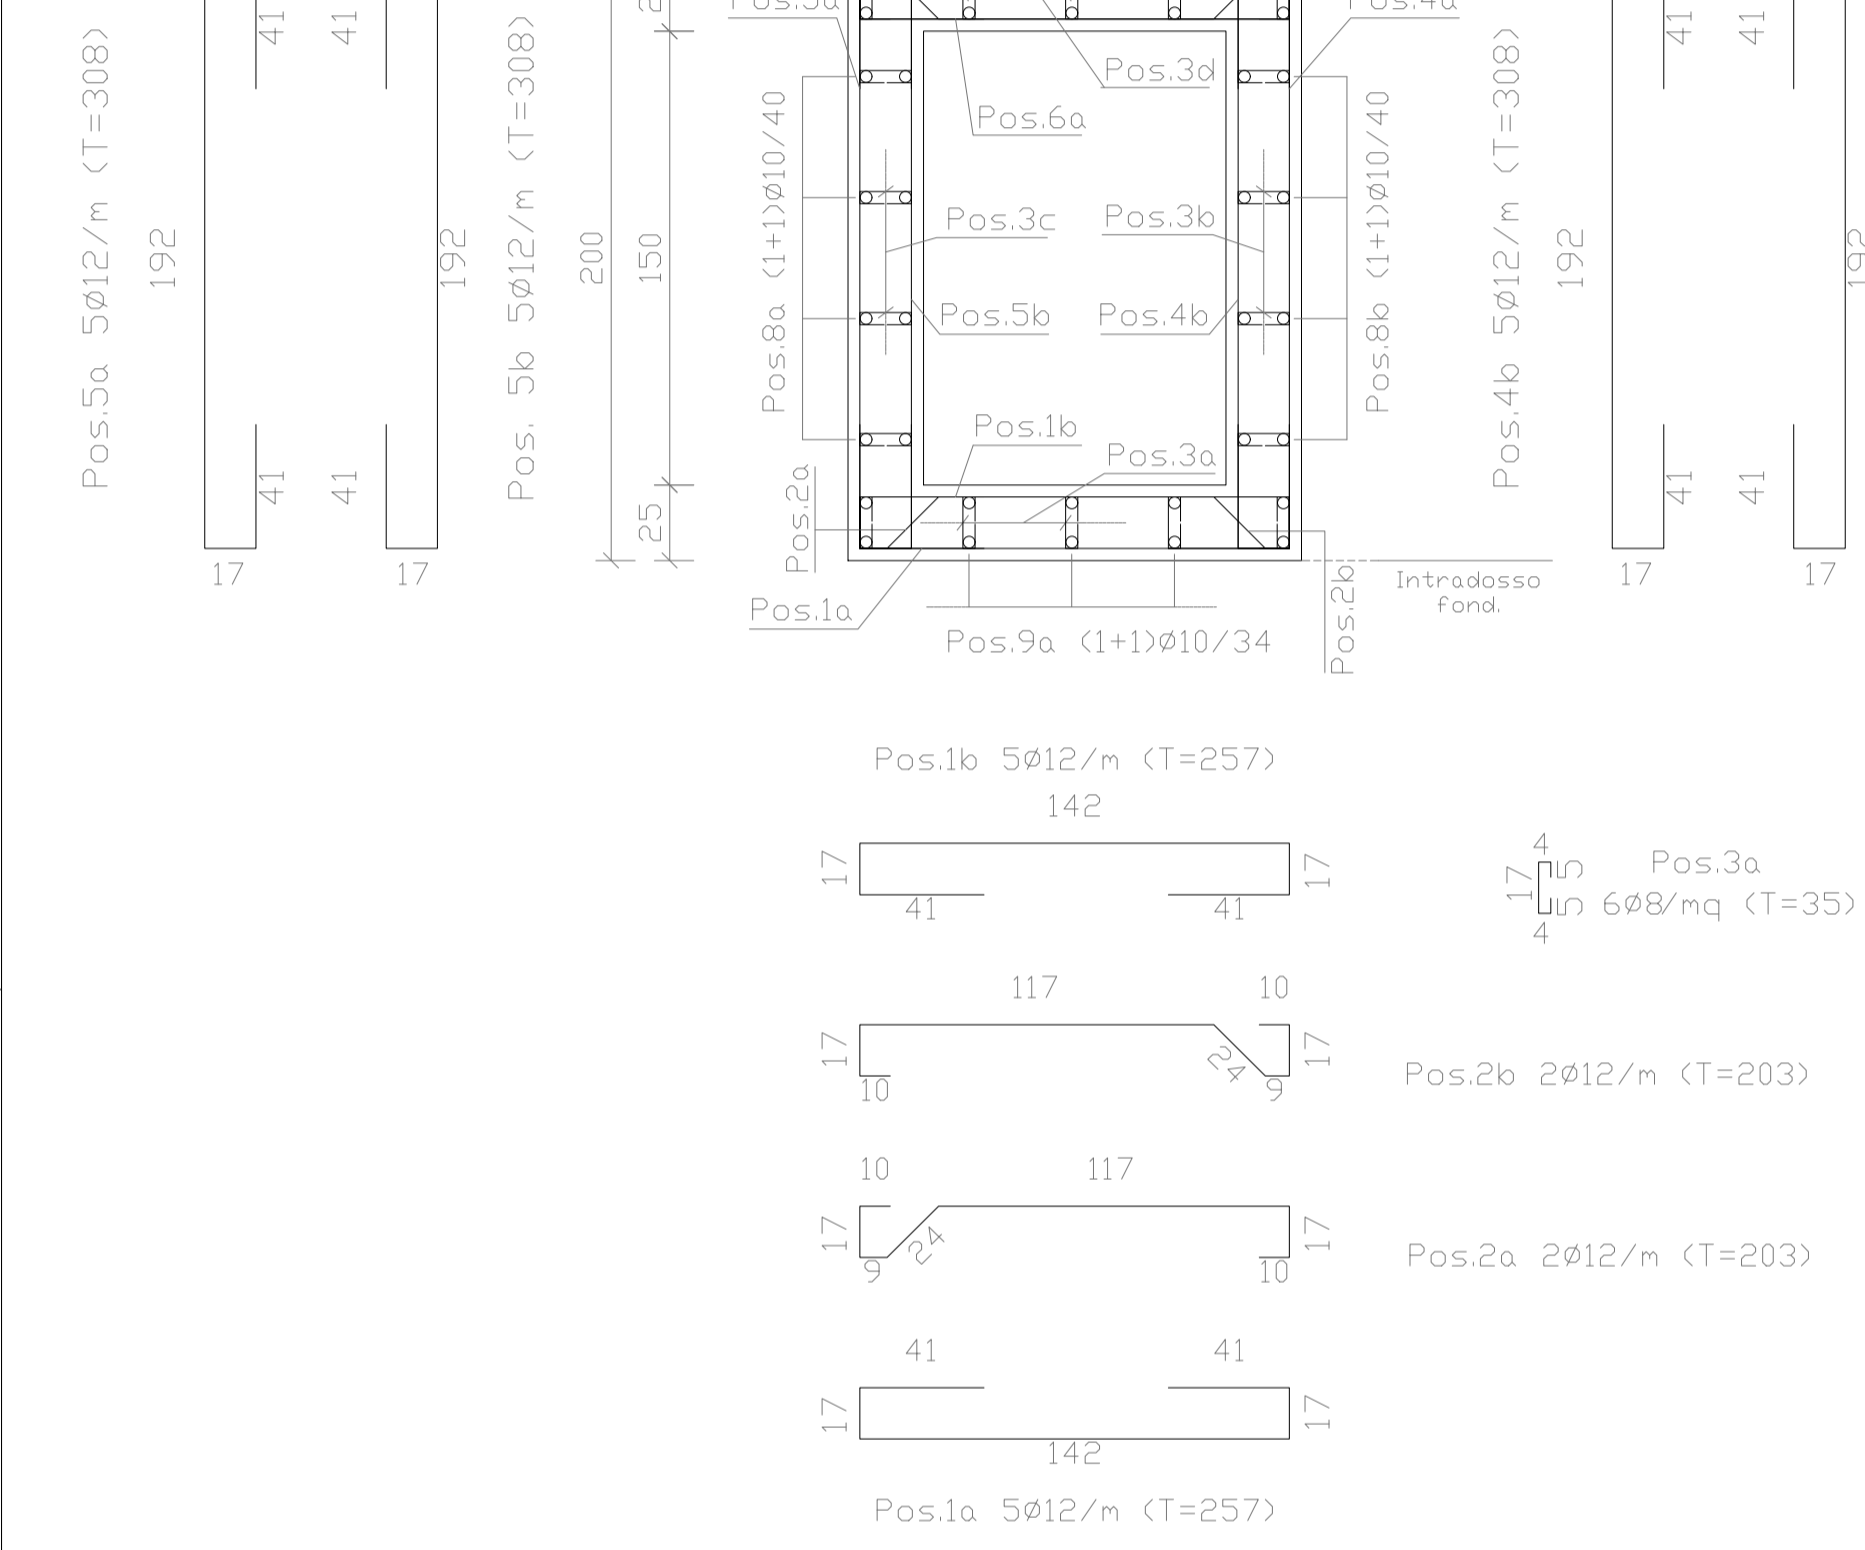 Pos.5a 5ø12/m (T=308)
192
41
41
17
41
41
17
192
Pos. 5b 5ø12/m (T=308)
200
150
25
Pos.3d
Pos.6a
Pos.8a (1+1)ø10/40
Pos.3c
Pos.3b
Pos.8b (1+1)ø10/40
Pos.5b
Pos.4b
Pos.1b
Pos.3a
Pos.2a
Pos.1a
Pos.2b
Intradosso
fond.
Pos.9a (1+1)ø10/34
Pos.4b 5ø12/m (T=308)
192
41
41
17
41
41
17
192
Pos.1b 5ø12/m (T=257)
142
17
17
41
41
4
17
5
5
4
Pos.3a
6ø8/mq (T=35)
117
10
17
24
17
10
9
Pos.2b 2ø12/m (T=203)
10
117
17
24
17
9
10
Pos.2a 2ø12/m (T=203)
41
41
17
17
142
Pos.1a 5ø12/m (T=257)